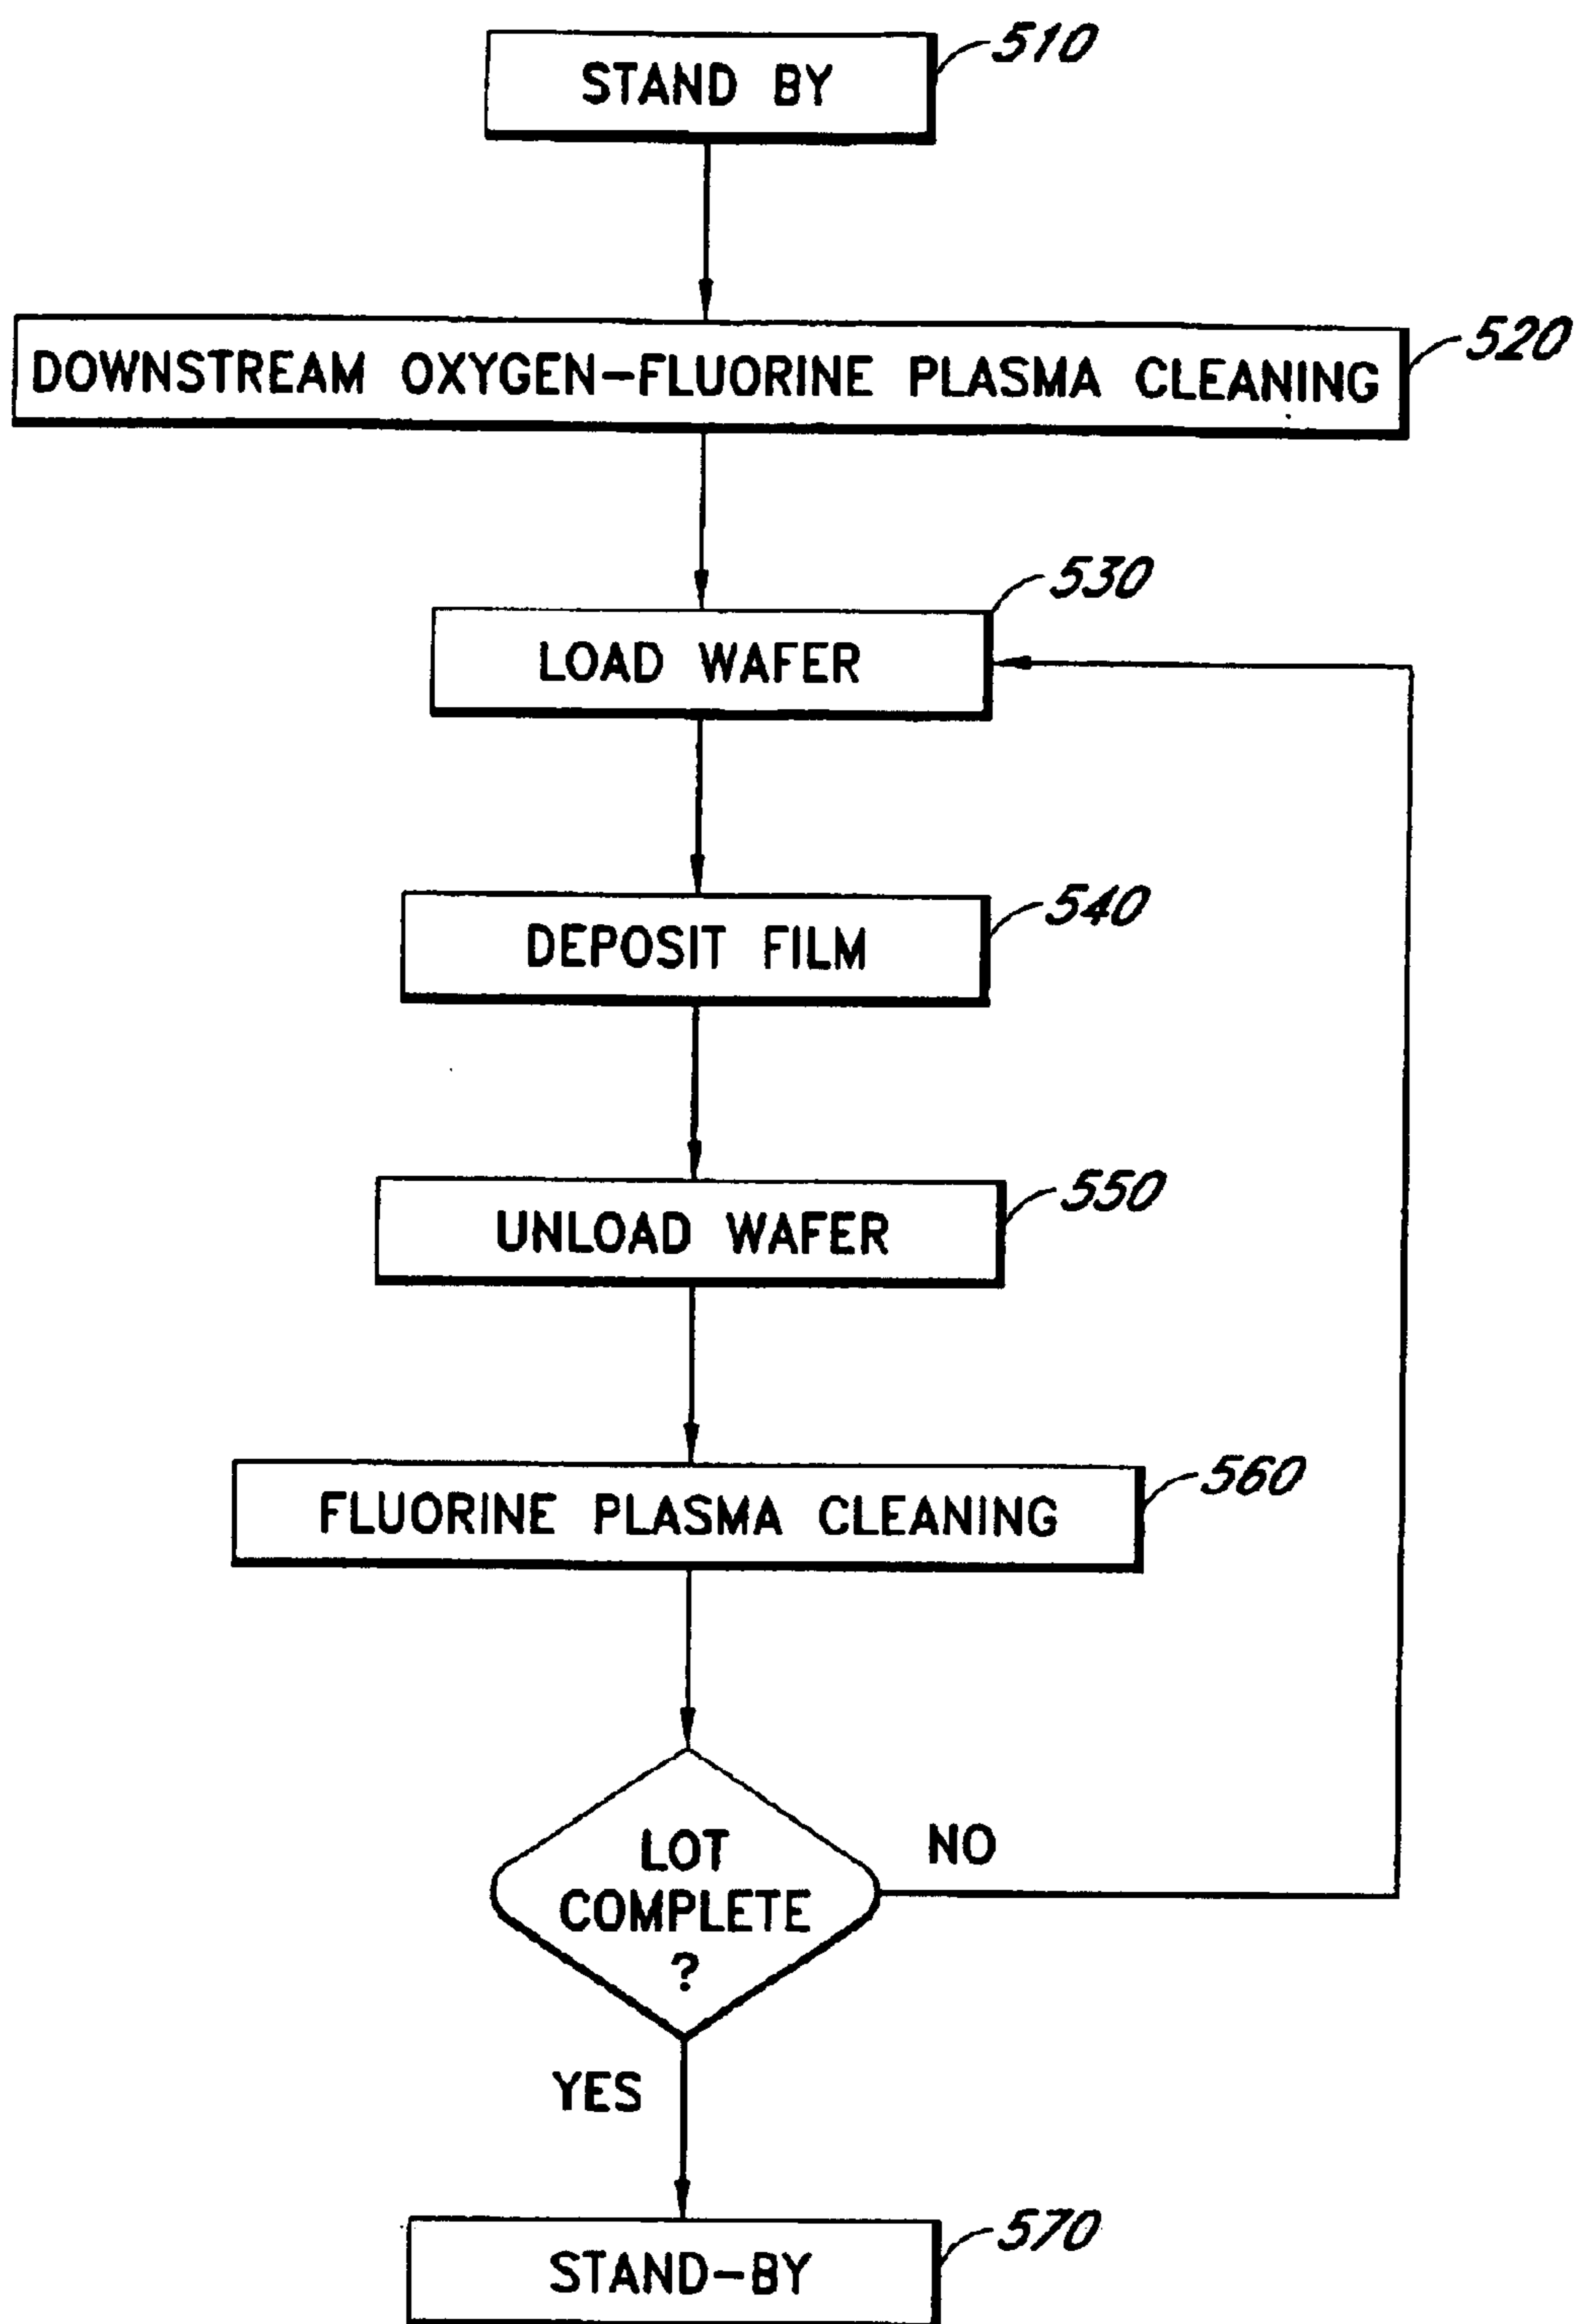 STAND BY
510
DOWNSTREAM OXYGEN-FLUORINE PLASMA CLEANING
520
530
LOAD WAFER
540
DEPOSIT FILM
550
UNLOAD WAFER
560
FLUORINE PLASMA CLEANING
LOT
COMPLETE
?
NO
YES
570
STAND-BY